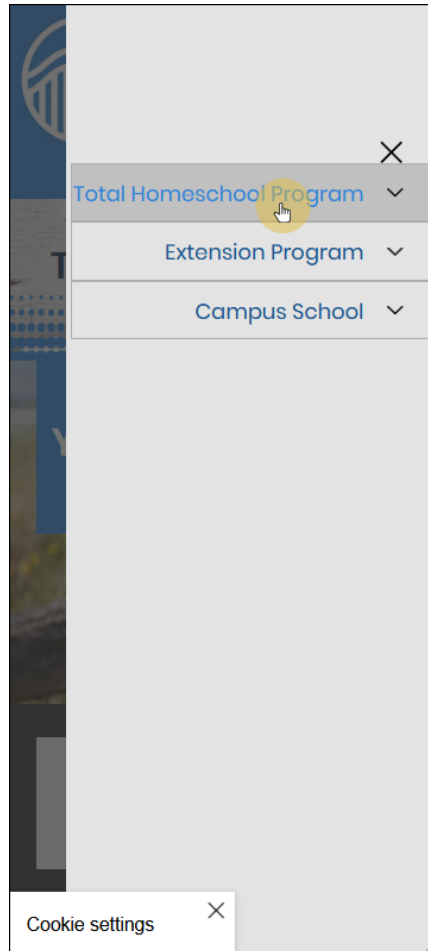 Total Homeschool Program
Extension Program
Campus School
T
Y
Cookie settings